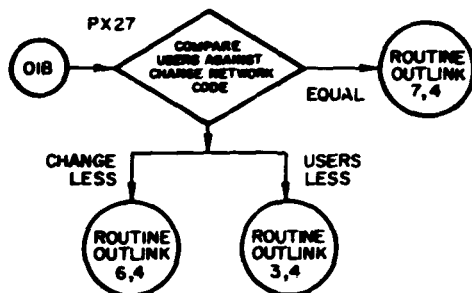 PX27
01B
COMPARE
USERS AGAINST
CHANGE NETWORK
CODE
EQUAL
ROUTINE
OUTLINK
7,4
CHANGE
LESS
USERS
LESS
ROUTINE
OUTLINK
6,4
ROUTINE
OUTLINK
3,4